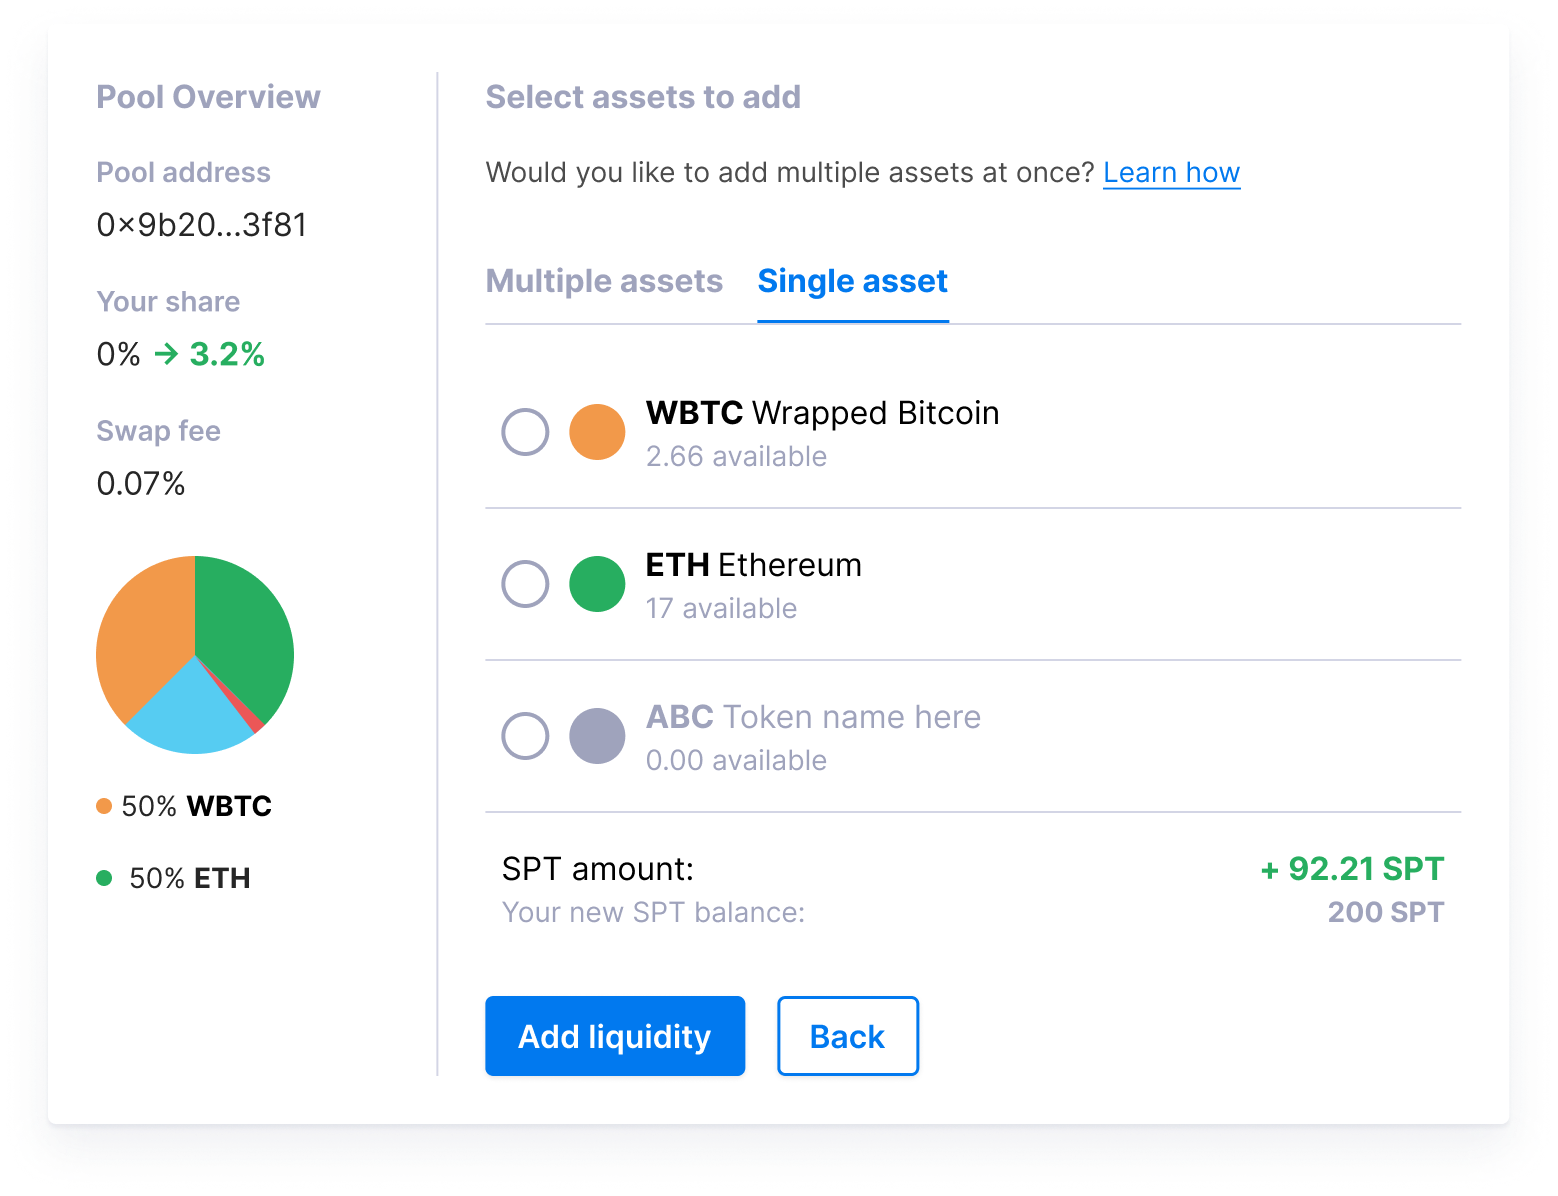 Pool Overview
Pool address
0×9b20...3f81
Your share
0% → 3.2%
Swap fee
0.07%
50% WBTC
50% ETH
Select assets to add
Would you like to add multiple assets at once? Learn how
Multiple assets Single asset
WBTC Wrapped Bitcoin
2.66 available
ETH Ethereum
17 available
ABC Token name here
0.00 available
SPT amount: + 92.21 SPT
Your new SPT balance: 200 SPT
Add liquidity Back